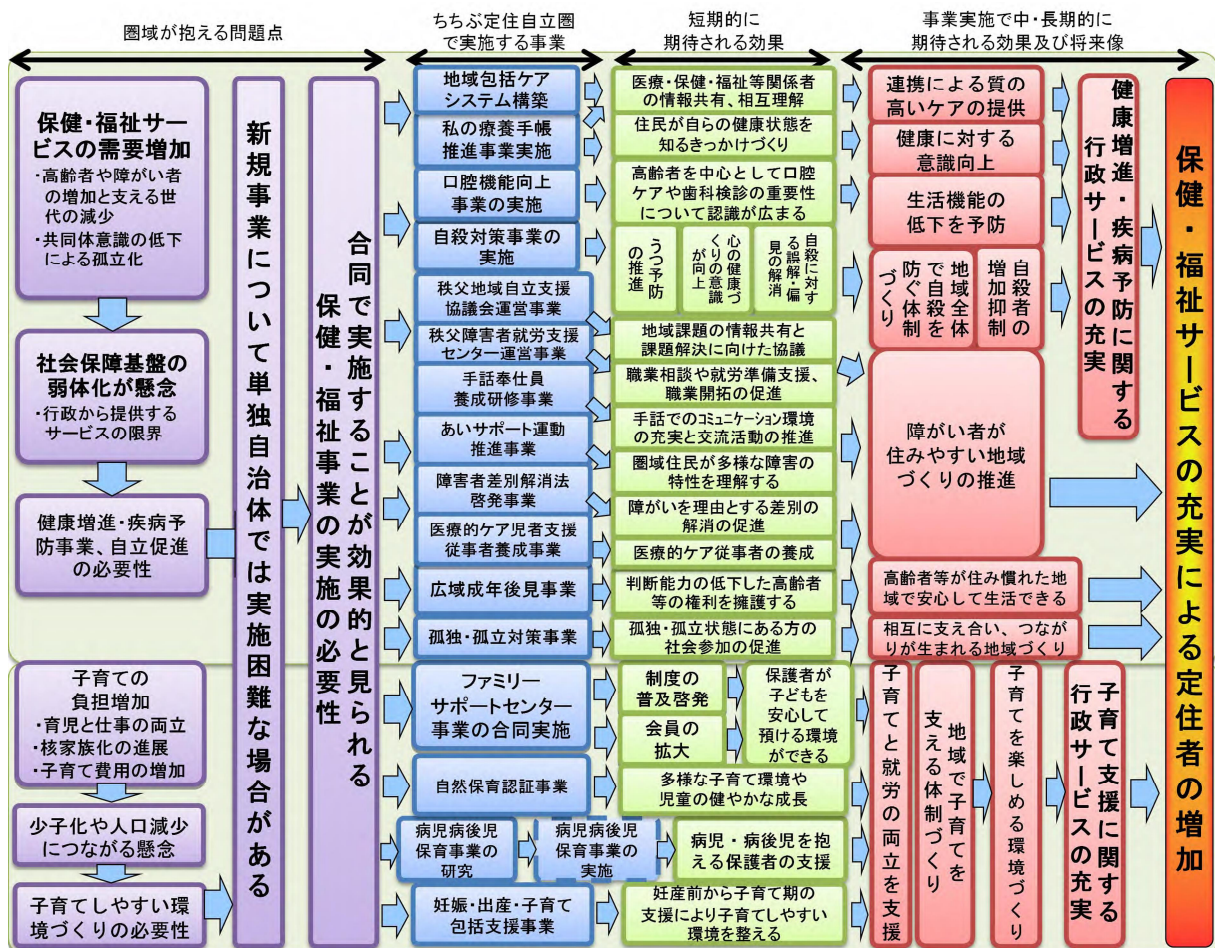 圏域が抱える問題点
ちちぶ定住自立圏
で実施する事業
短期的に
期待される効果
事業実施で中・長期的に
期待される効果及び将来像
保健・福祉サー
ビスの需要増加
・高齢者や障がい者
の増加と支える世
代の減少
・共同体意識の低下
による孤立化
社会保障基盤の
弱体化が懸念
・行政から提供する
サービスの限界
健康増進・疾病予
防事業、自立促進
の必要性
子育ての
負担増加
・育児と仕事の両立
・核家族化の進展
・子育て費用の増加
少子化や人口減少
につながる懸念
子育てしやすい環
境づくりの必要性
新規事業について単独自治体では実施困難な場合がある
合同で実施することが効果的と見られる
保健・福祉事業の実施の必要性
地域包括ケア
システム構築
私の療養手帳
推進事業実施
口腔機能向上
事業の実施
自殺対策事業の
実施
秩父地域自立支援
協議会運営事業
秩父障害者就労支援
センター運営事業
手話奉仕員
養成研修事業
あいサポート運動
推進事業
障害者差別解消法
啓発事業
医療的ケア児者支援
従事者養成事業
広域成年後見事業
孤独・孤立対策事業
ファミリー
サポートセンター
事業の合同実施
自然保育認証事業
病児病後児
保育事業の
研究
病児病後児
保育事業の
実施
妊娠・出産・子育て
包括支援事業
医療・保健・福祉等関係者
の情報共有、相互理解
住民が自らの健康状態を
知るきっかけづくり
高齢者を中心として口腔
ケアや歯科検診の重要性
について認識が広まる
うつ予防
の推進
心の健康づ
くりの意識
が向上
自殺に対す
る誤解・偏
見の解消
地域課題の情報共有と
課題解決に向けた協議
職業相談や就労準備支援、
職業開拓の促進
手話でのコミュニケーション環境
の充実と交流活動の推進
圏域住民が多様な障害の
特性を理解する
障がいを理由とする差別の
解消の促進
医療的ケア従事者の養成
判断能力の低下した高齢者
等の権利を擁護する
孤独・孤立状態にある方の
社会参加の促進
制度の
普及啓発
会員の
拡大
保護者が
子どもを
安心して
預ける環境
ができる
多様な子育て環境や
児童の健やかな成長
病児・病後児を抱
える保護者の支援
妊産前から子育て期の
支援により子育てしやすい
環境を整える
連携による質の
高いケアの提供
健康に対する
意識向上
生活機能の
低下を予防
地域全体
で自殺を
防ぐ体制
づくり
自殺者の
増加抑制
障がい者が
住みやすい地域
づくりの推進
高齢者等が住み慣れた地
域で安心して生活できる
相互に支え合い、つなが
りが生まれる地域づくり
子育てと就労の両立を支援
地域で子育てを
支える体制づくり
子育てを楽しめる環境づくり
健康増進・疾病予防に関する
行政サービスの充実
子育て支援に関する
行政サービスの充実
保健・福祉サービスの充実による定住者の増加